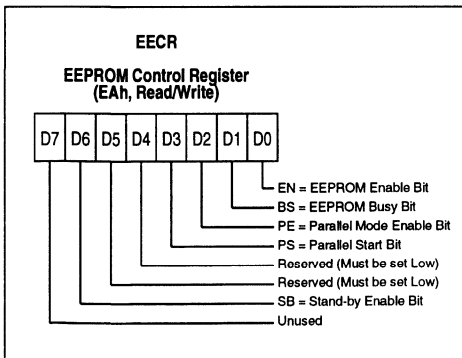 EECR
EEPROM Control Register
(EAh, Read/Write)
D7 D6 D5 D4 D3 D2 D1 D0
EN = EEPROM Enable Bit
BS = EEPROM Busy Bit
PE = Parallel Mode Enable Bit
PS = Parallel Start Bit
Reserved (Must be set Low)
Reserved (Must be set Low)
SB = Stand-by Enable Bit
Unused